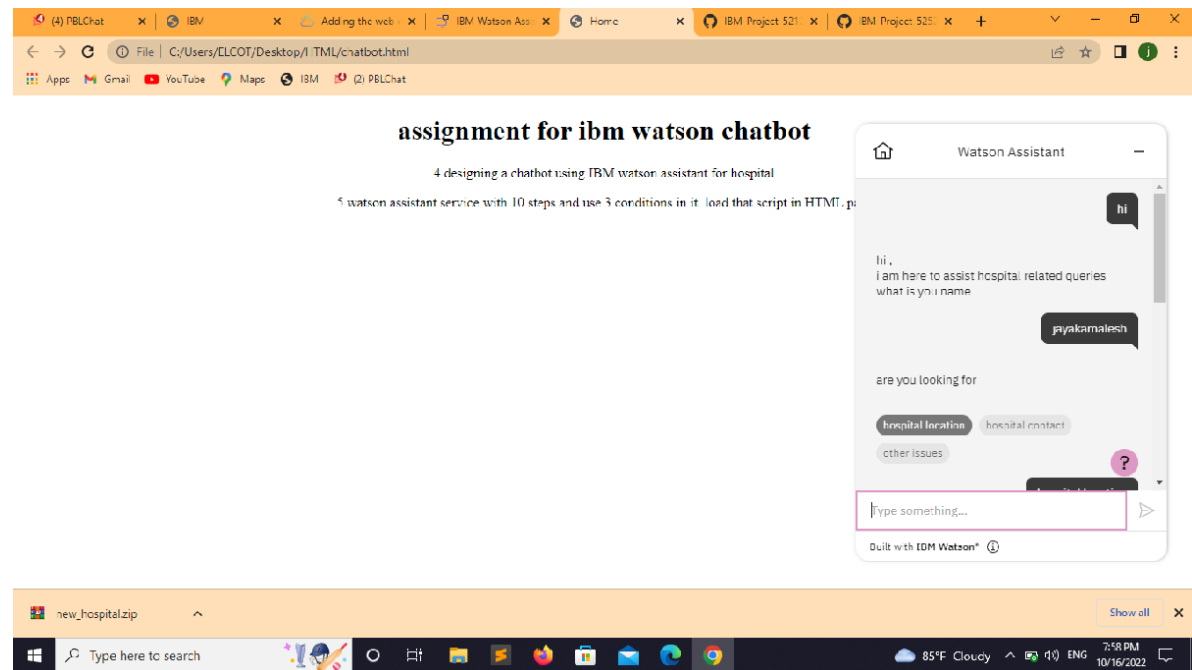 (4) PBLChat
IBM
Adding the web
IBM Watson Assis
Home
IBM Project 521
IBM Project 525
File | C:/Users/ELCOT/Desktop/HTML/chatbot.html
j
Apps
Gmail
YouTube
Maps
IBM
(2) PBLChat
assignment for ibm watson chatbot
4 designing a chatbot using IBM watson assistant for hospital
5 watson assistant service with 10 steps and use 3 conditions in it. load that script in HTML pa
Watson Assistant
hi
hi ,
i am here to assist hospital related queries
what is you name
jayakamalesh
are you looking for
hospital location
hospital contact
other issues
?
Type something...
Built with IBM Watson®
new_hospital.zip
Show all
Type here to search
85°F Cloudy
ENG
7:58 PM
10/16/2022